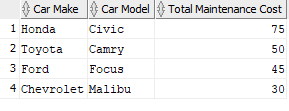 Car Make Car Model Total Maintenance Cost
1 Honda Civic 75
2 Toyota Camry 50
3 Ford Focus 45
4 Chevrolet Malibu 30